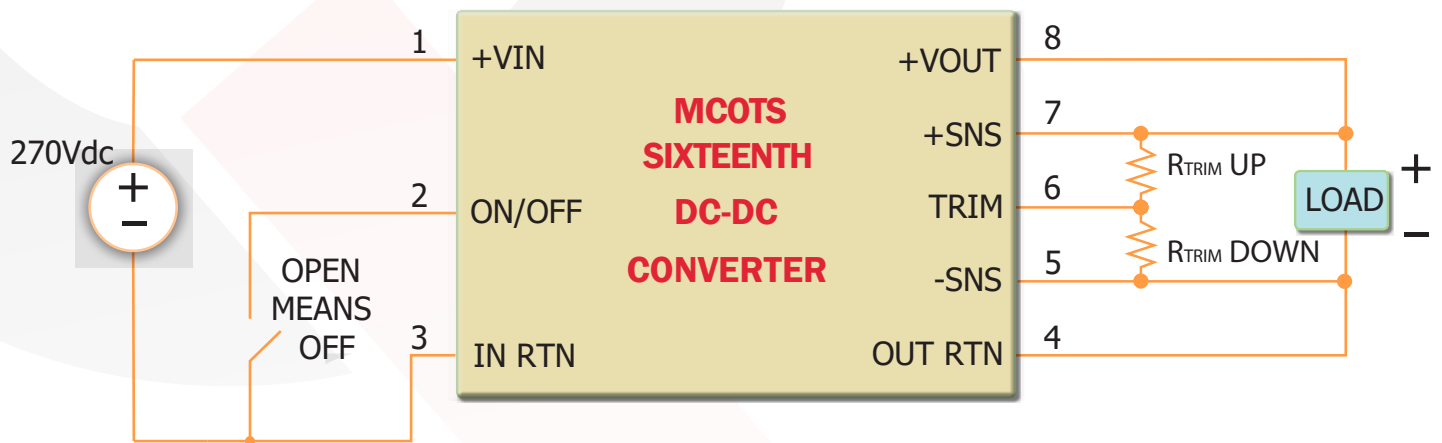 270Vdc
+
−
1
+VIN
2
ON/OFF
OPEN
MEANS
OFF
3
IN RTN
MCOTS
SIXTEENTH
DC-DC
CONVERTER
8
+VOUT
7
+SNS
6
TRIM
5
-SNS
4
OUT RTN
RTRIM UP
RTRIM DOWN
LOAD
+
−